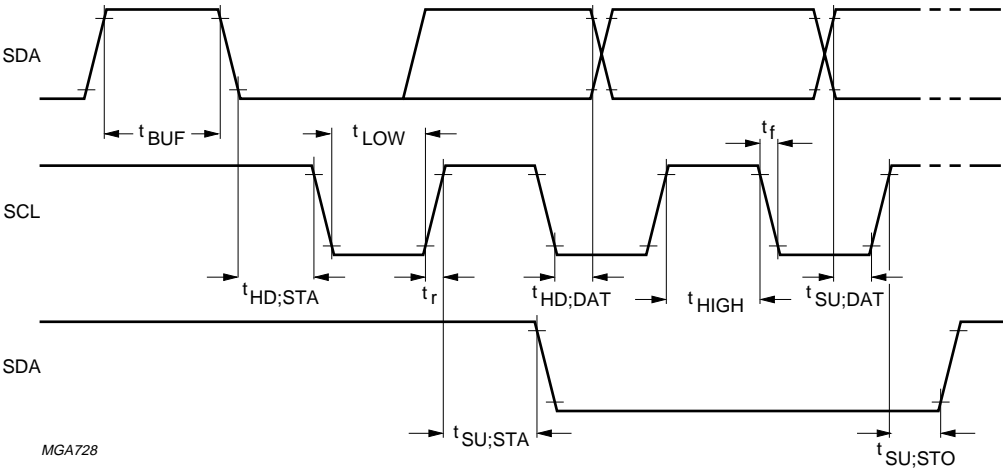 SDA
t BUF
t LOW
t f
SCL
t HD;STA
t r
t HD;DAT
t HIGH
t SU;DAT
SDA
MGA728
t SU;STA
t SU;STO